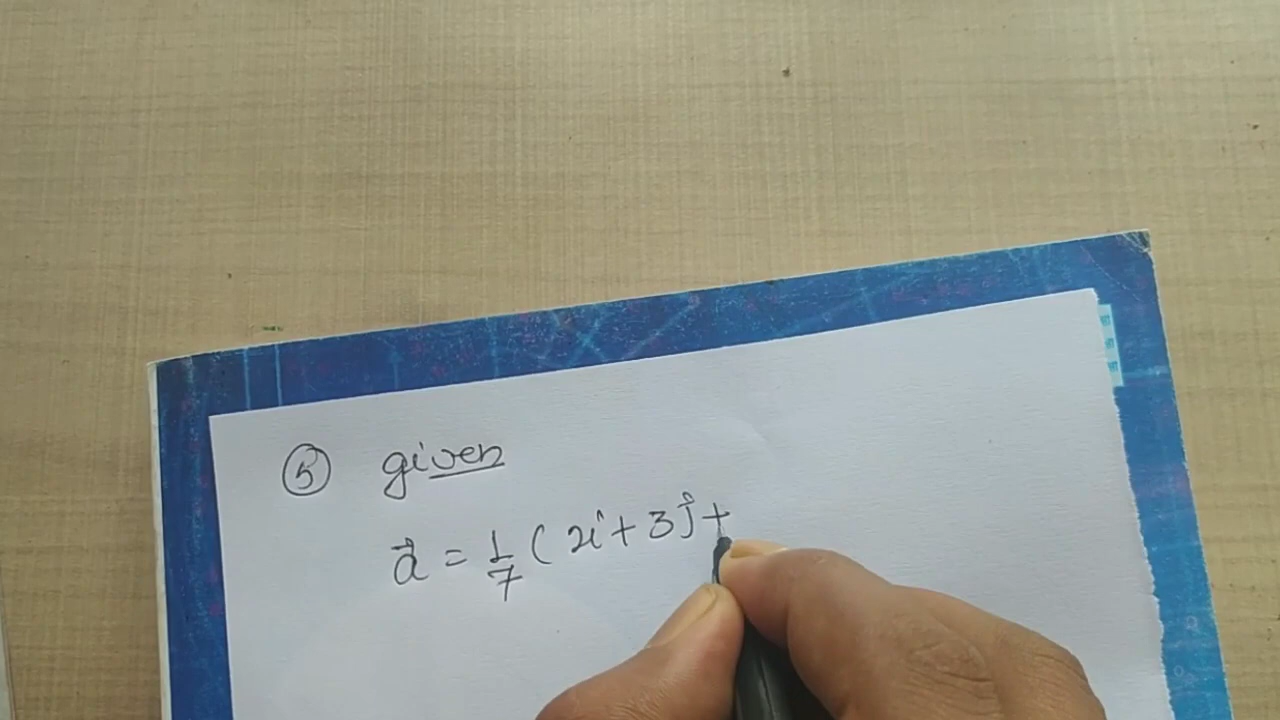 ⑤ given
a⃗ = 1/7 ( 2î + 3ĵ +